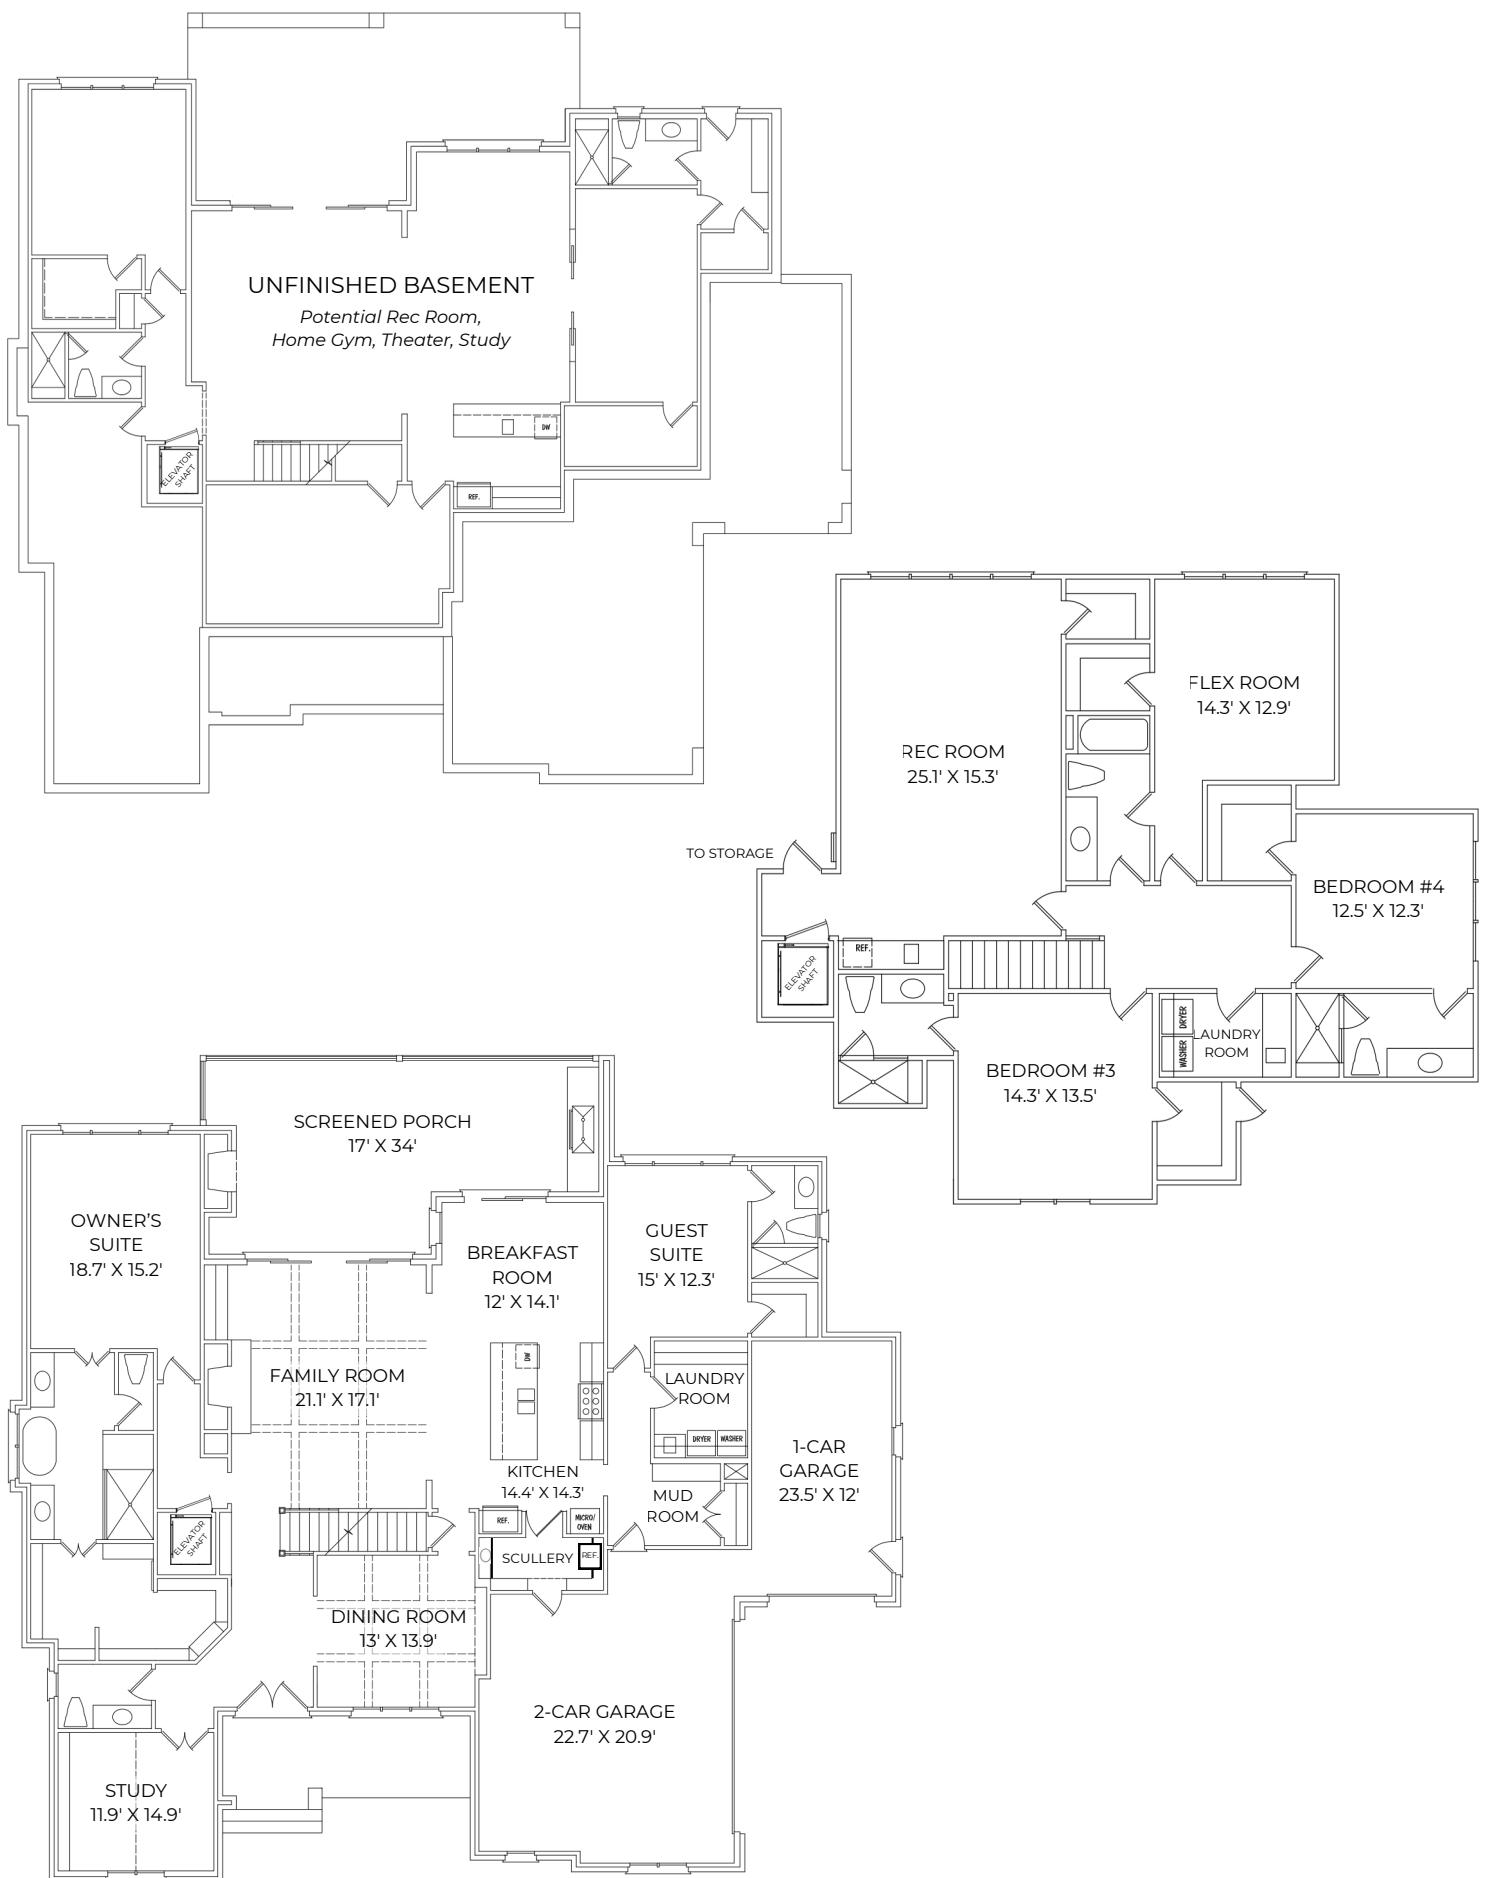 UNFINISHED BASEMENT
Potential Rec Room,
Home Gym, Theater, Study
DW
ELEVATOR
SHAFT
REF.
FLEX ROOM
14.3' X 12.9'
REC ROOM
25.1' X 15.3'
TO STORAGE
BEDROOM #4
12.5' X 12.3'
REF.
ELEVATOR
SHAFT
DRYER
WASHER
LAUNDRY
ROOM
BEDROOM #3
14.3' X 13.5'
SCREENED PORCH
17' X 34'
OWNER’S
SUITE
18.7' X 15.2'
BREAKFAST
ROOM
12' X 14.1'
GUEST
SUITE
15' X 12.3'
DW
FAMILY ROOM
21.1' X 17.1'
LAUNDRY
ROOM
DRYER
WASHER
1-CAR
GARAGE
23.5' X 12'
KITCHEN
14.4' X 14.3'
MUD
ROOM
REF.
MICRO/
OVEN
ELEVATOR
SHAFT
SCULLERY
REF.
DINING ROOM
13' X 13.9'
2-CAR GARAGE
22.7' X 20.9'
STUDY
11.9' X 14.9'